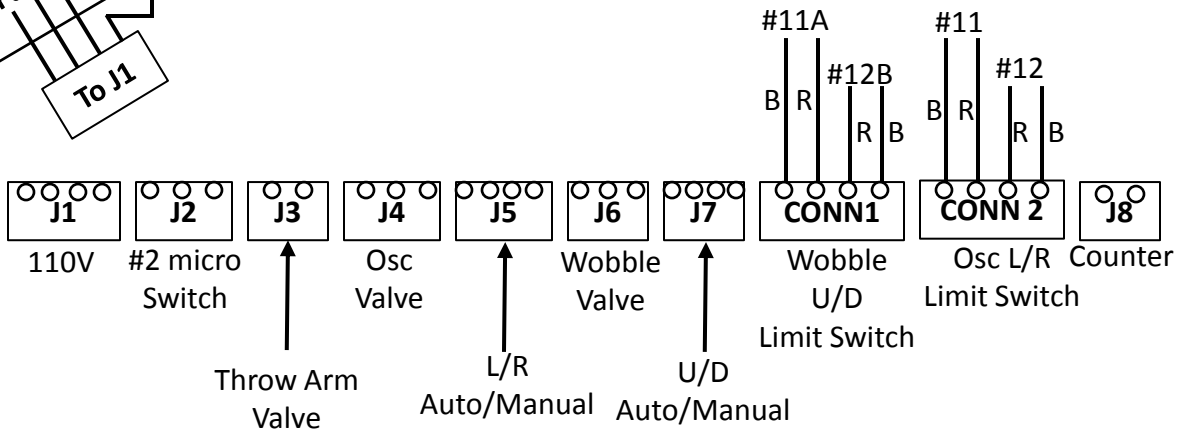 To J1
#11A
#11
#12B
#12
B R
R B
B R
R B
J1
J2
J3
J4
J5
J6
J7
CONN1
CONN 2
J8
110V
#2 micro
Switch
Osc
Valve
Wobble
Valve
Wobble
U/D
Limit Switch
Osc L/R
Limit Switch
Counter
Throw Arm
Valve
L/R
Auto/Manual
U/D
Auto/Manual